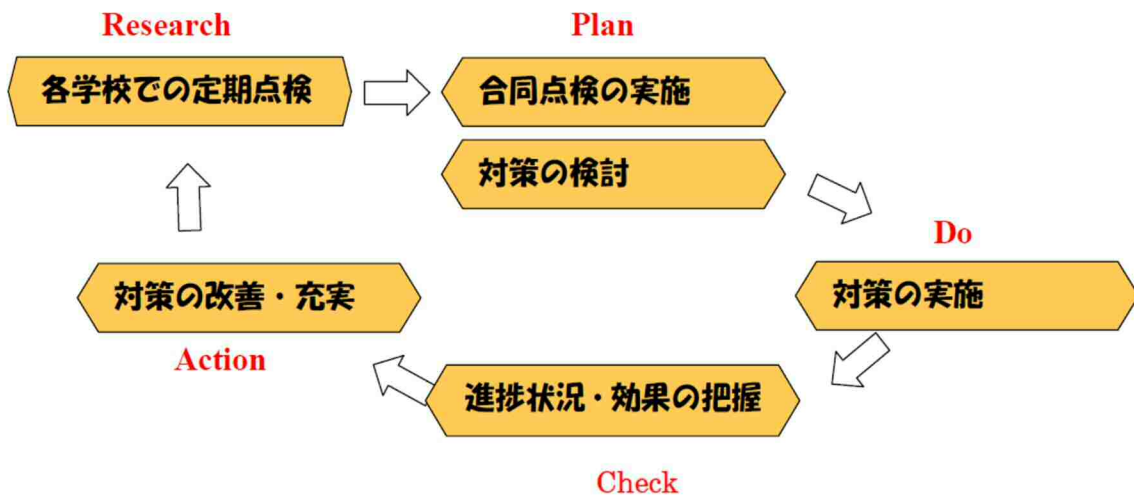 Research
各学校での定期点検
Plan
合同点検の実施
対策の検討
Do
対策の実施
進捗状況・効果の把握
Check
対策の改善・充実
Action